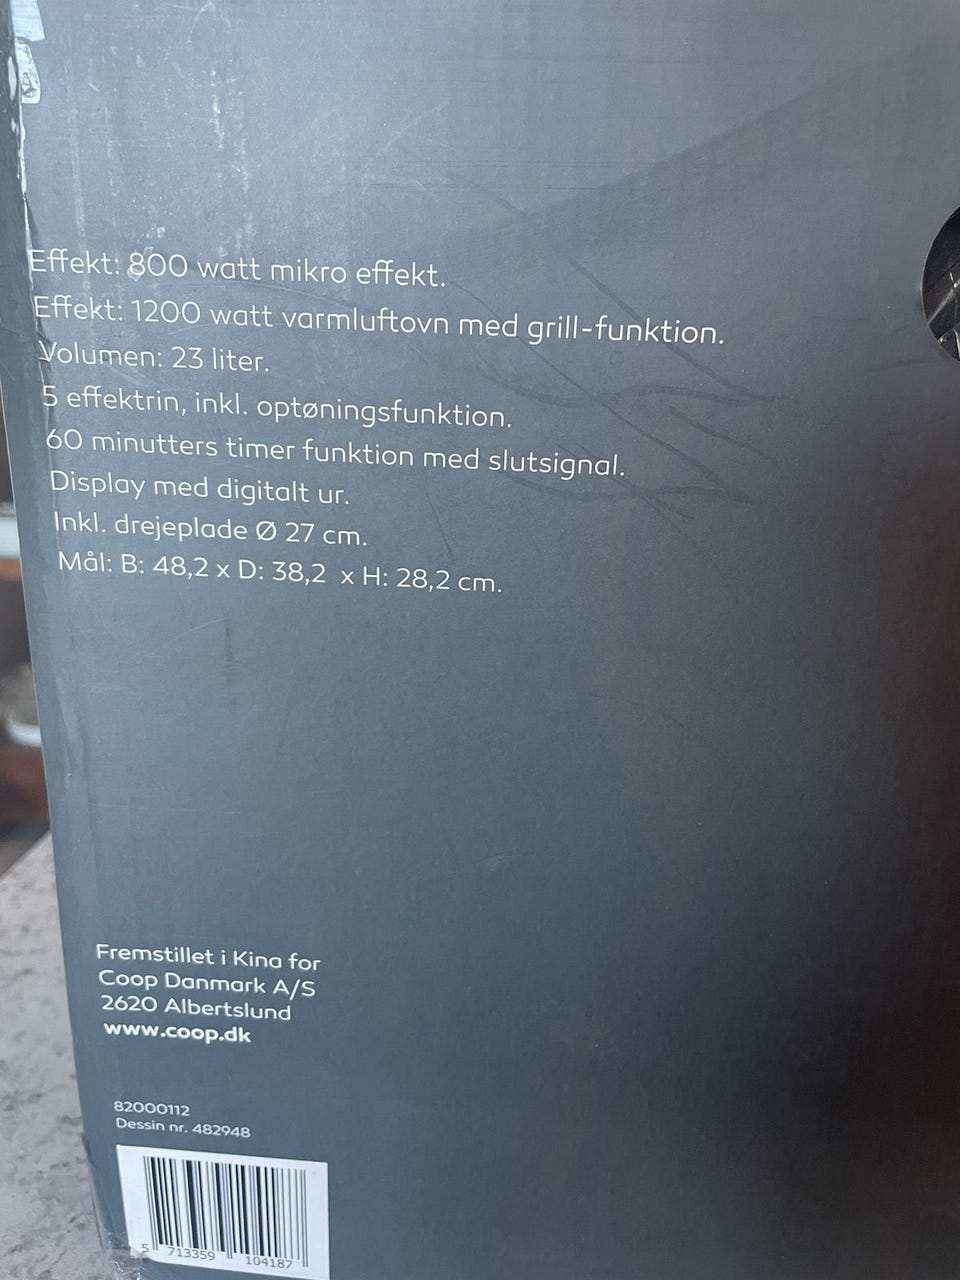 Effekt: 800 watt mikro effekt.
Effekt: 1200 watt varmluftovn med grill-funktion.
Volumen: 23 liter.
5 effektrin, inkl. optøningsfunktion.
60 minutters timer funktion med slutsignal.
Display med digitalt ur.
Inkl. drejeplade Ø 27 cm.
Mål: B: 48,2 x D: 38,2 x H: 28,2 cm.
Fremstillet i Kina for
Coop Danmark A/S
2620 Albertslund
www.coop.dk
82000112
Dessin nr. 482948
5 713359 104187